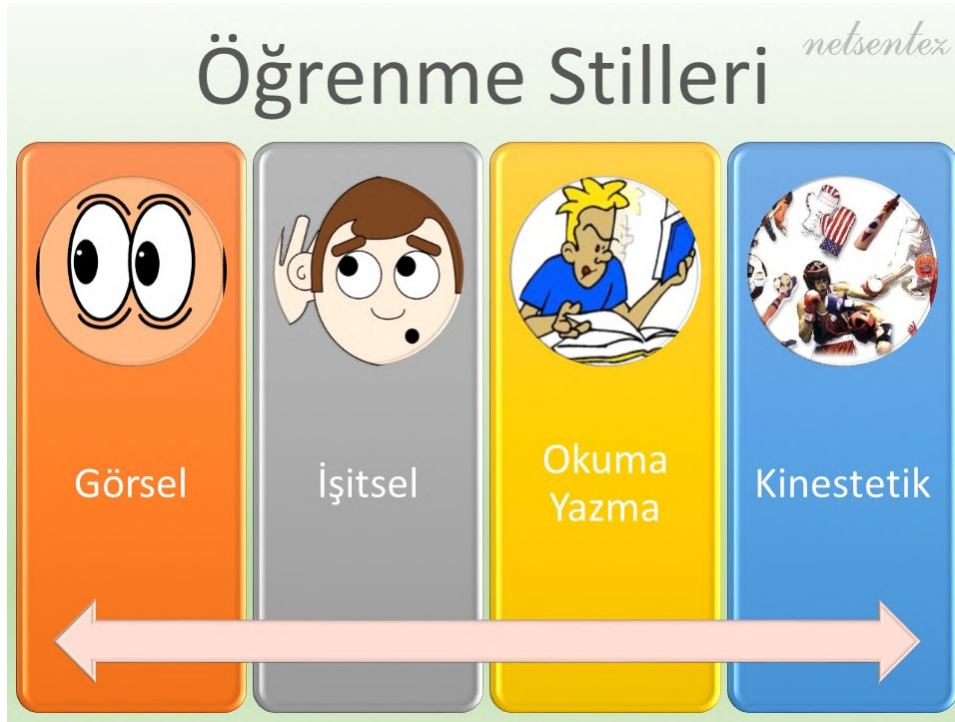 netsentez
Öğrenme Stilleri
Görsel
İşitsel
Okuma
Yazma
Kinestetik